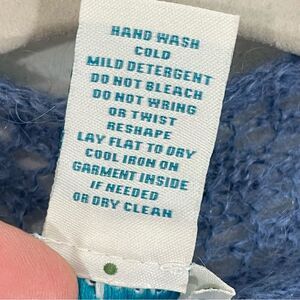 HAND WASH
COLD
MILD DETERGENT
DO NOT BLEACH
DO NOT WRING
OR TWIST
RESHAPE
LAY FLAT TO DRY
COOL IRON ON
GARMENT INSIDE
IF NEEDED
OR DRY CLEAN